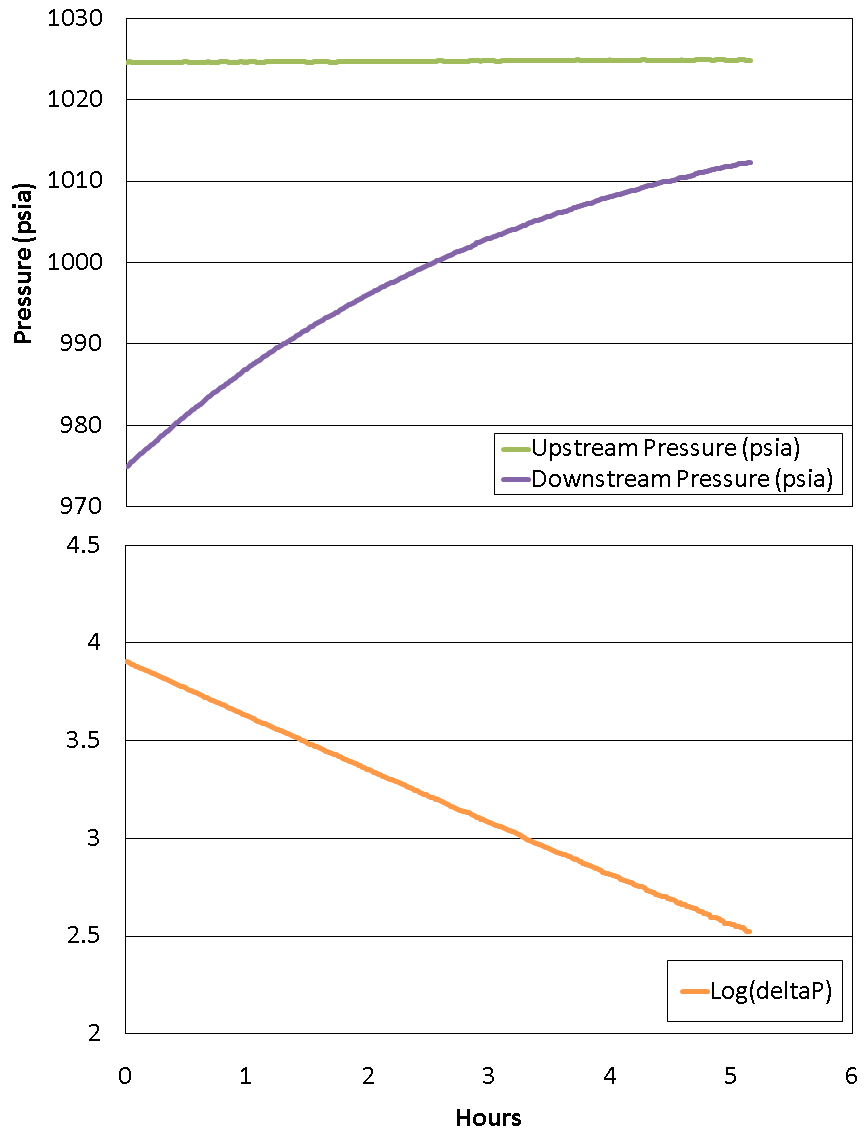 1030
1020
1010
1000
990
980
970
Pressure (psia)
Upstream Pressure (psia)
Downstream Pressure (psia)
4.5
4
3.5
3
2.5
2
Log(deltaP)
0 1 2 3 4 5 6
Hours